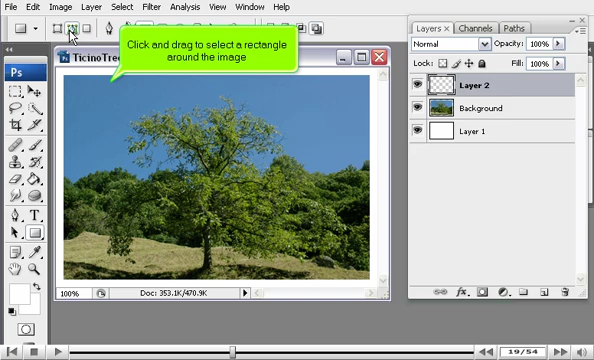 File Edit Image Layer Select Filter Analysis View Window Help
Click and drag to select a rectangle
around the image
TicinoTree
Ps
T
100% Doc: 353.1K/470.9K
Layers × Channels Paths
Normal Opacity: 100%
Lock: Fill: 100%
Layer 2
Background
Layer 1
fx
19/54